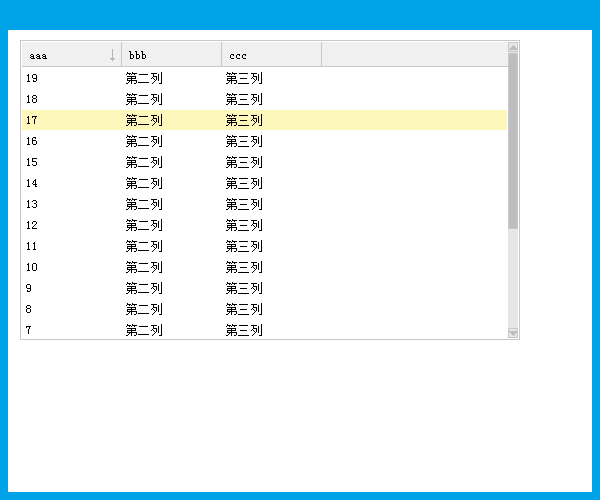 aaa ↓ bbb ccc
19 第二列 第三列
18 第二列 第三列
17 第二列 第三列
16 第二列 第三列
15 第二列 第三列
14 第二列 第三列
13 第二列 第三列
12 第二列 第三列
11 第二列 第三列
10 第二列 第三列
9 第二列 第三列
8 第二列 第三列
7 第二列 第三列